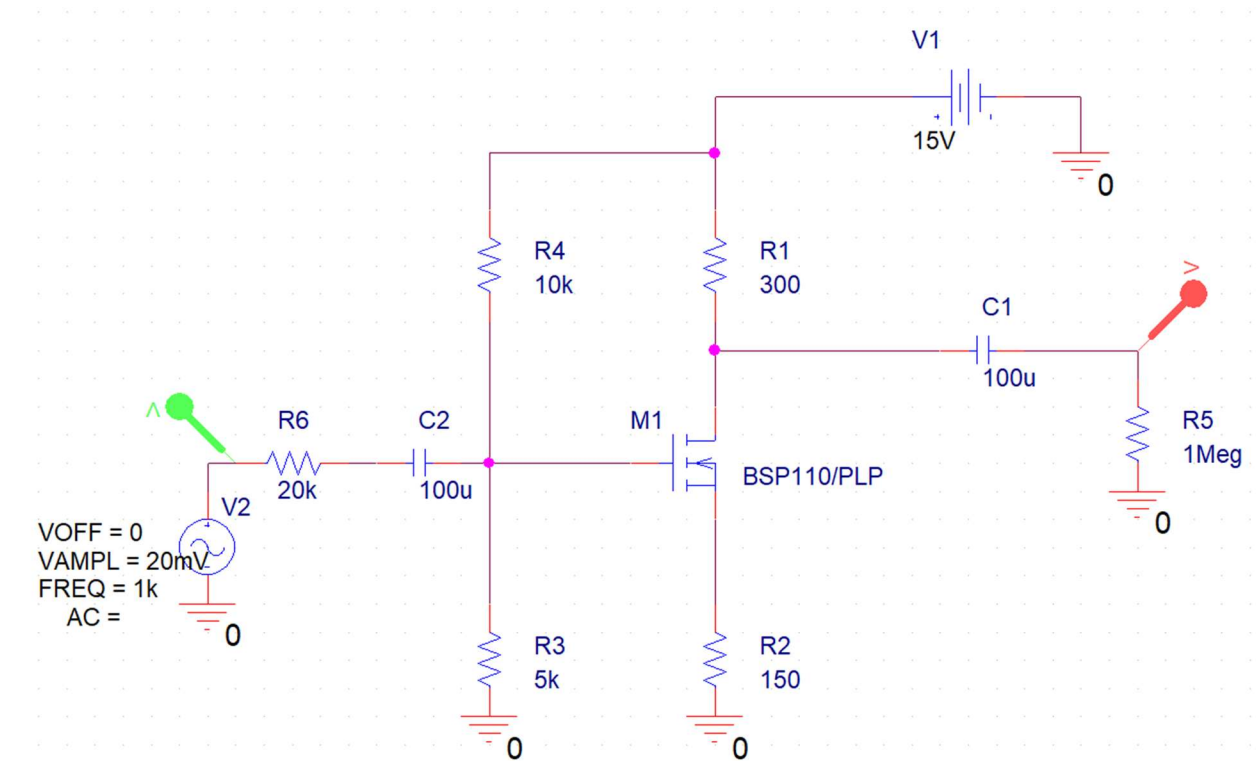 V1
+
-
15V
0
R4
10k
R1
300
C1
100u
V
R5
1Meg
0
V
R6
20k
C2
100u
M1
BSP110/PLP
V2
+
-
VOFF = 0
VAMPL = 20mV
FREQ = 1k
AC =
0
R3
5k
0
R2
150
0